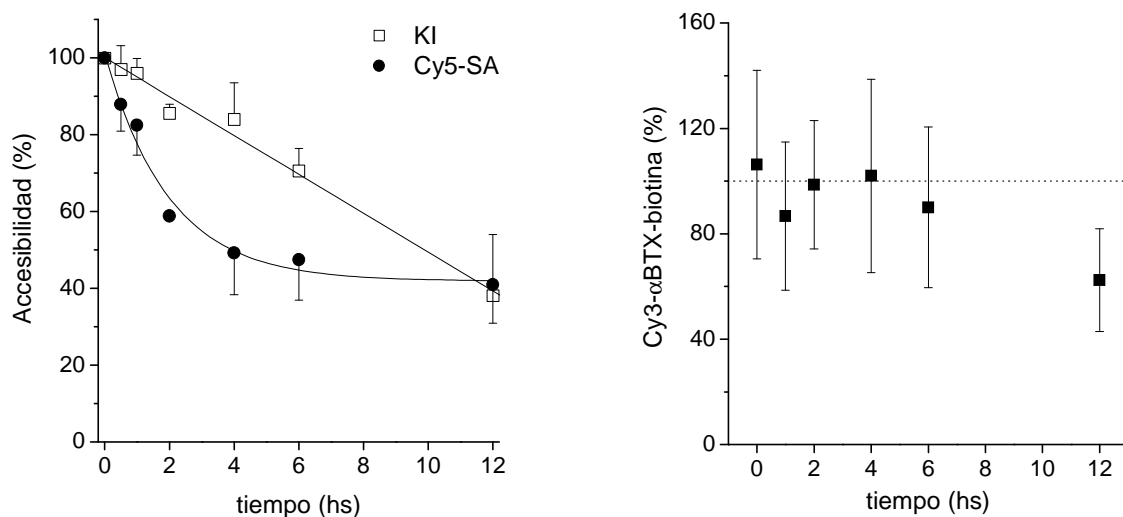 KI
Cy5-SA
Acccesibilidad (%)
100
80
60
40
20
0
0 2 4 6 8 10 12
tiempo (hs)
Cy3-αBTX-biotina (%)
160
120
80
40
0
0 2 4 6 8 10 12
tiempo (hs)